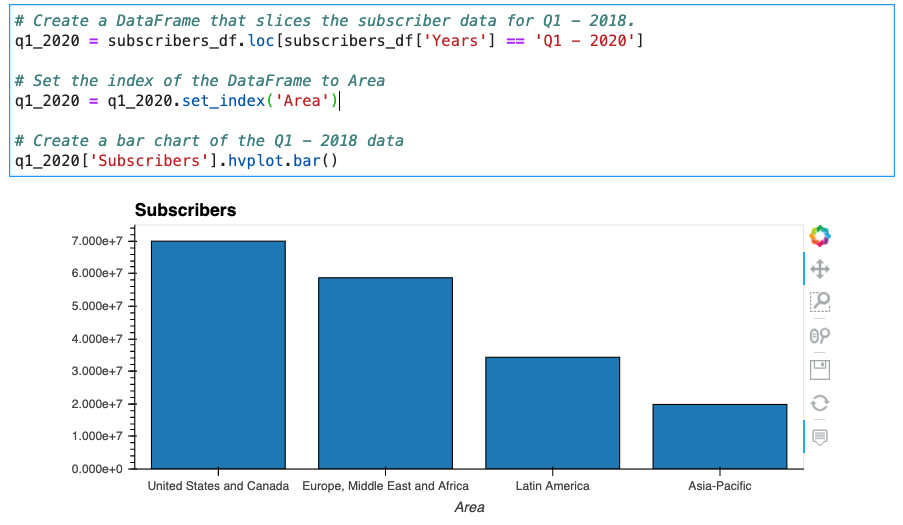 # Create a DataFrame that slices the subscriber data for Q1 - 2018.
q1_2020 = subscribers_df.loc[subscribers_df['Years'] == 'Q1 - 2020']
# Set the index of the DataFrame to Area
q1_2020 = q1_2020.set_index('Area')
# Create a bar chart of the Q1 - 2018 data
q1_2020['Subscribers'].hvplot.bar()
Subscribers
7.000e+7
6.000e+7
5.000e+7
4.000e+7
3.000e+7
2.000e+7
1.000e+7
0.000e+0
United States and Canada Europe, Middle East and Africa Latin America Asia-Pacific
Area